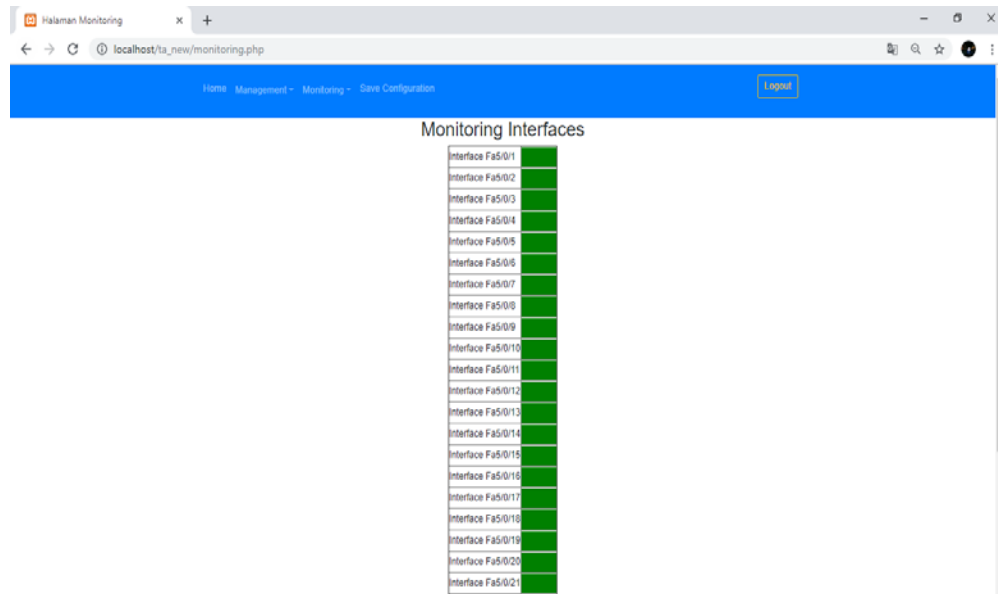 Halaman Monitoring
localhost/ta_new/monitoring.php
Home Management Monitoring Save Configuration Logout
Monitoring Interfaces
Interface Fa5/0/1
Interface Fa5/0/2
Interface Fa5/0/3
Interface Fa5/0/4
Interface Fa5/0/5
Interface Fa5/0/6
Interface Fa5/0/7
Interface Fa5/0/8
Interface Fa5/0/9
Interface Fa5/0/10
Interface Fa5/0/11
Interface Fa5/0/12
Interface Fa5/0/13
Interface Fa5/0/14
Interface Fa5/0/15
Interface Fa5/0/16
Interface Fa5/0/17
Interface Fa5/0/18
Interface Fa5/0/19
Interface Fa5/0/20
Interface Fa5/0/21